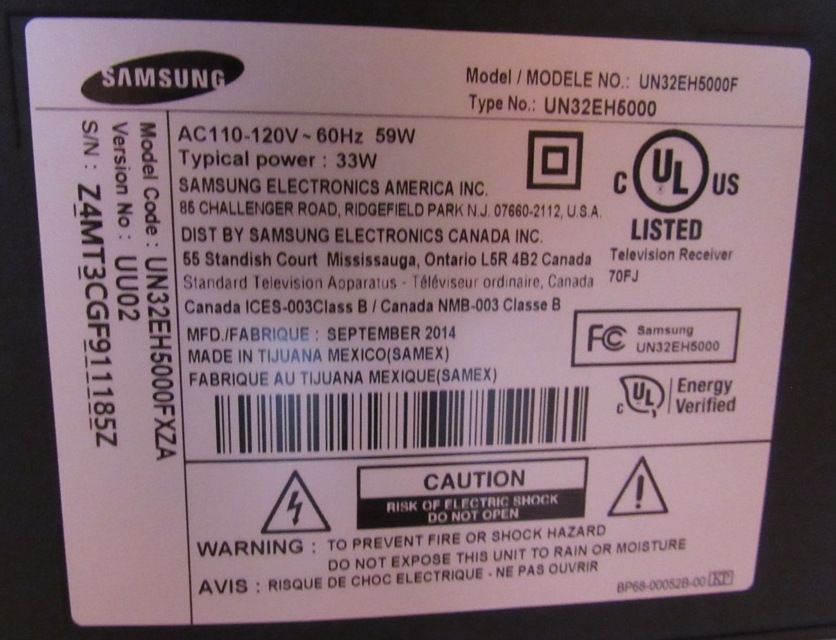 SAMSUNG
Model / MODELE NO.: UN32EH5000F
Type No.: UN32EH5000
Model Code : UN32EH5000FXZA
Version No : UU02
S/N : Z4MT3CGF911185Z
AC110-120V ~ 60Hz 59W
Typical power : 33W
SAMSUNG ELECTRONICS AMERICA INC.
85 CHALLENGER ROAD, RIDGEFIELD PARK N.J. 07660-2112, U.S.A.
DIST BY SAMSUNG ELECTRONICS CANADA INC.
55 Standish Court Mississauga, Ontario L5R 4B2 Canada
Standard Television Apparatus - Téléviseur ordinaire, Canada
Canada ICES-003Class B / Canada NMB-003 Classe B
MFD./FABRIQUE : SEPTEMBER 2014
MADE IN TIJUANA MEXICO(SAMEX)
FABRIQUE AU TIJUANA MEXIQUE(SAMEX)
C UL US
LISTED
Television Receiver
70FJ
FC Samsung
UN32EH5000
C UL Energy
Verified
CAUTION
RISK OF ELECTRIC SHOCK
DO NOT OPEN
WARNING : TO PREVENT FIRE OR SHOCK HAZARD
DO NOT EXPOSE THIS UNIT TO RAIN OR MOISTURE
AVIS : RISQUE DE CHOC ELECTRIQUE - NE PAS OUVRIR
BP68-00052B-00